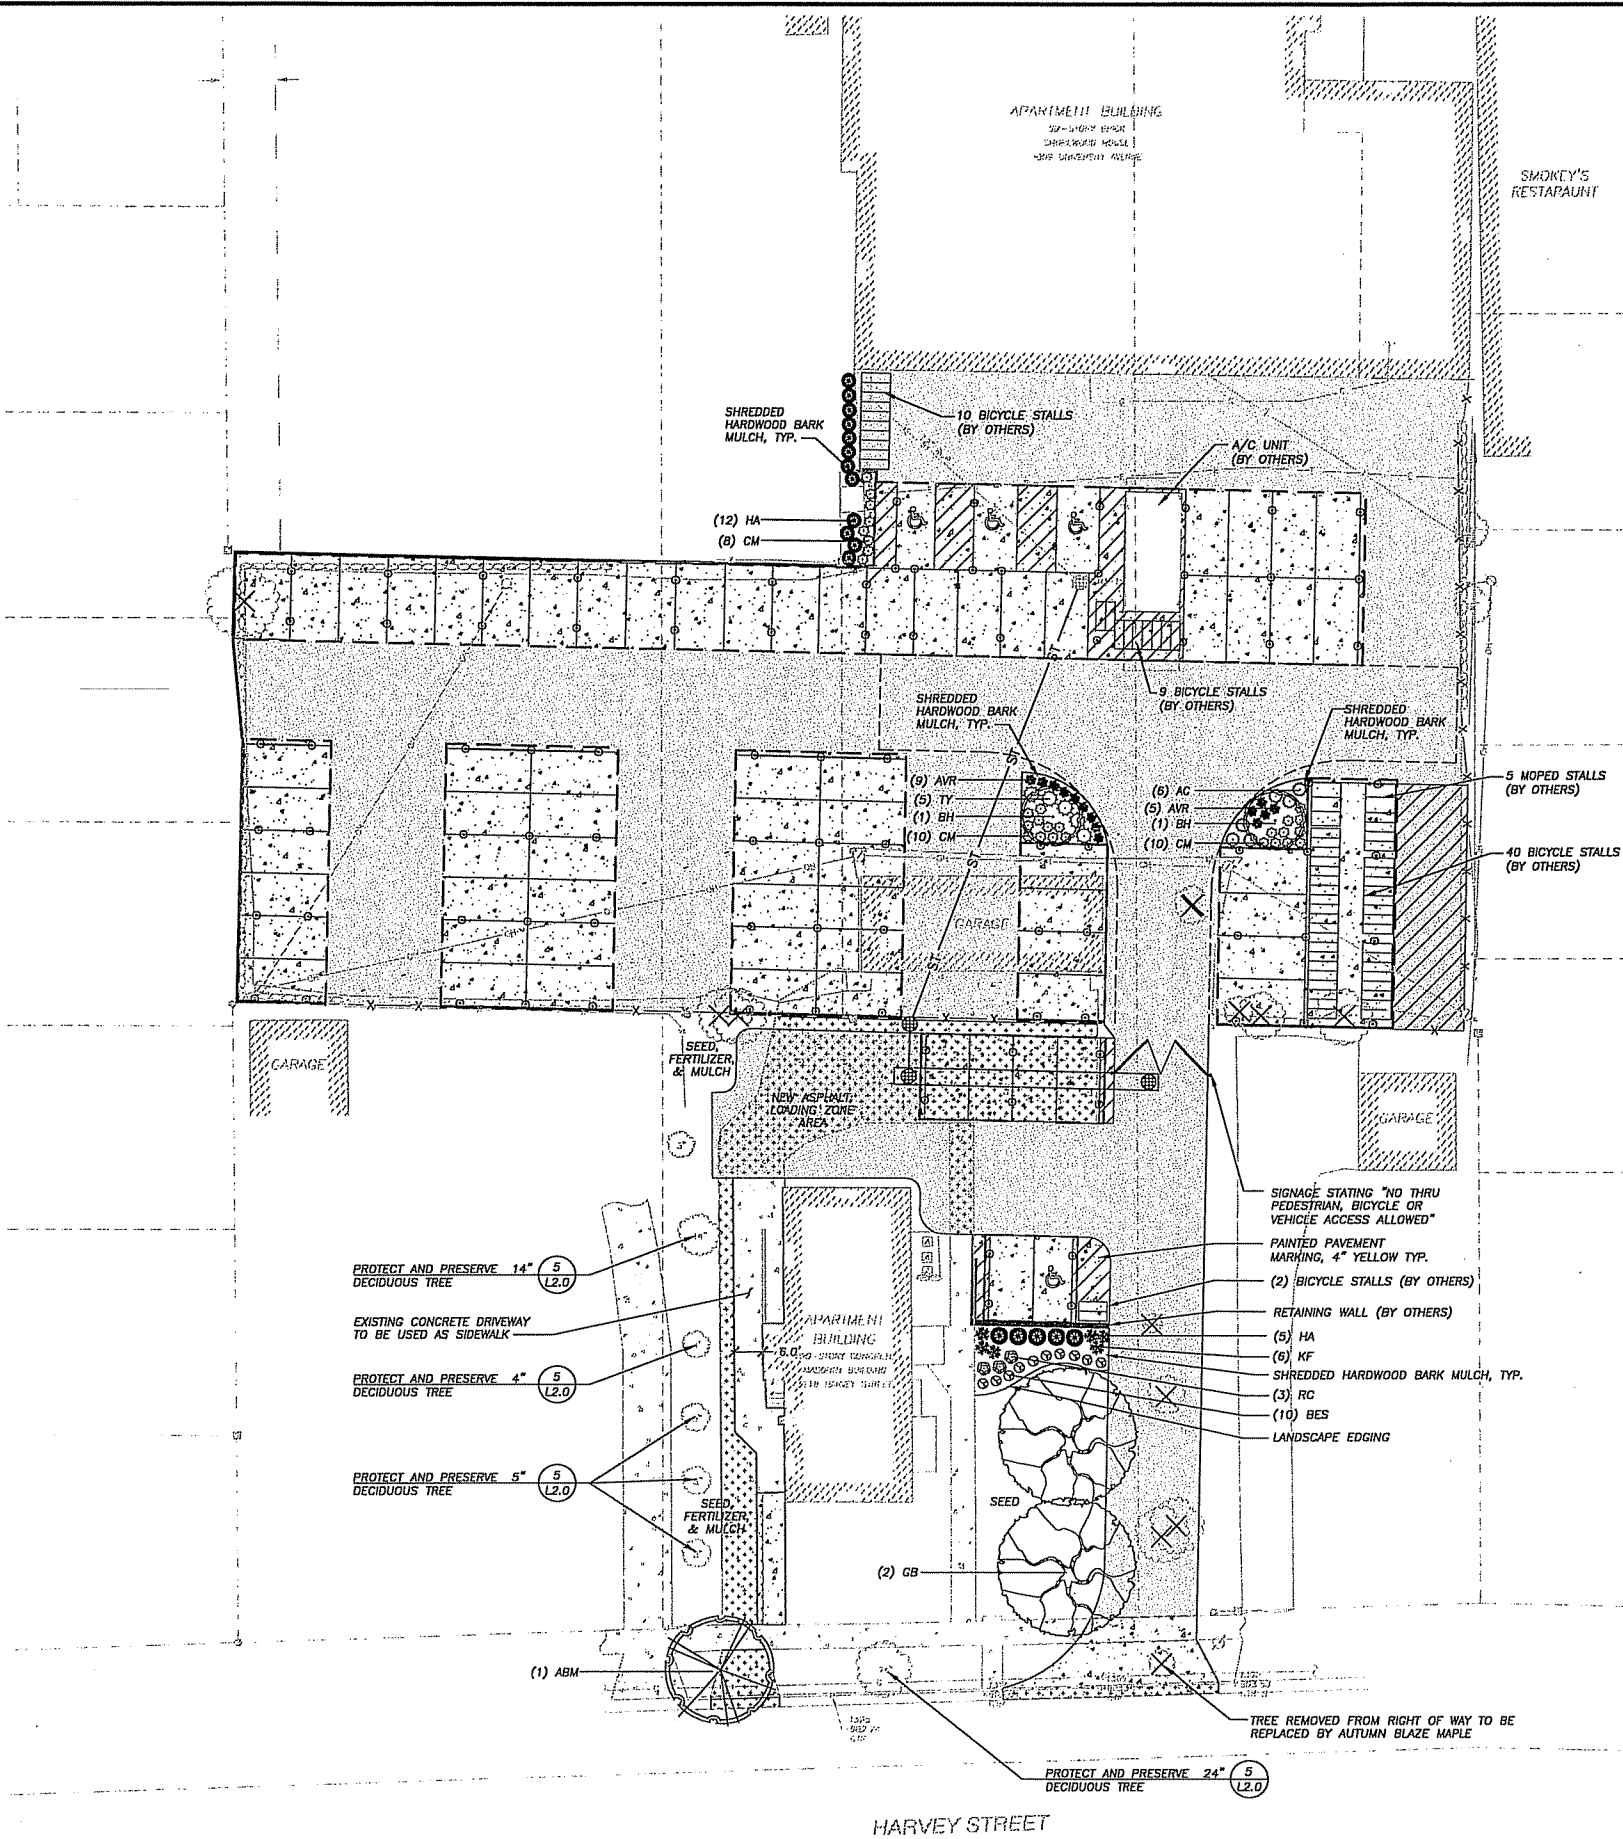 APARTMENT BUILDING
SMOKEY'S
RESTAPAUNT
SHREDDED
HARDWOOD BARK
MULCH, TYP.
10 BICYCLE STALLS
(BY OTHERS)
A/C UNIT
(BY OTHERS)
(12) HA
(8) CM
9 BICYCLE STALLS
(BY OTHERS)
SHREDDED
HARDWOOD BARK
MULCH, TYP.
SHREDDED
HARDWOOD BARK
MULCH, TYP.
(9) AVR
(5) TY
(1) BH
(10) CM
(6) AC
(5) AVR
(1) BH
(10) CM
5 MOPED STALLS
(BY OTHERS)
40 BICYCLE STALLS
(BY OTHERS)
ST
ST
ST
GARAGE
GARAGE
GARAGE
SEED,
FERTILIZER,
& MULCH
NEW ASPHALT
LOADING ZONE
AREA
SIGNAGE STATING "NO THRU
PEDESTRIAN, BICYCLE OR
VEHICLE ACCESS ALLOWED"
PAINTED PAVEMENT
MARKING, 4" YELLOW TYP.
(2) BICYCLE STALLS (BY OTHERS)
RETAINING WALL (BY OTHERS)
(5) HA
(6) KF
SHREDDED HARDWOOD BARK MULCH, TYP.
(3) RC
(10) BES
LANDSCAPE EDGING
PROTECT AND PRESERVE 14"
DECIDUOUS TREE
5
L2.0
EXISTING CONCRETE DRIVEWAY
TO BE USED AS SIDEWALK
APARTMENT
BUILDING
6.0'
PROTECT AND PRESERVE 4"
DECIDUOUS TREE
5
L2.0
PROTECT AND PRESERVE 5"
DECIDUOUS TREE
5
L2.0
SEED,
FERTILIZER,
& MULCH
SEED
(2) GB
(1) ABM
TREE REMOVED FROM RIGHT OF WAY TO BE
REPLACED BY AUTUMN BLAZE MAPLE
PROTECT AND PRESERVE 24"
DECIDUOUS TREE
5
L2.0
HARVEY STREET